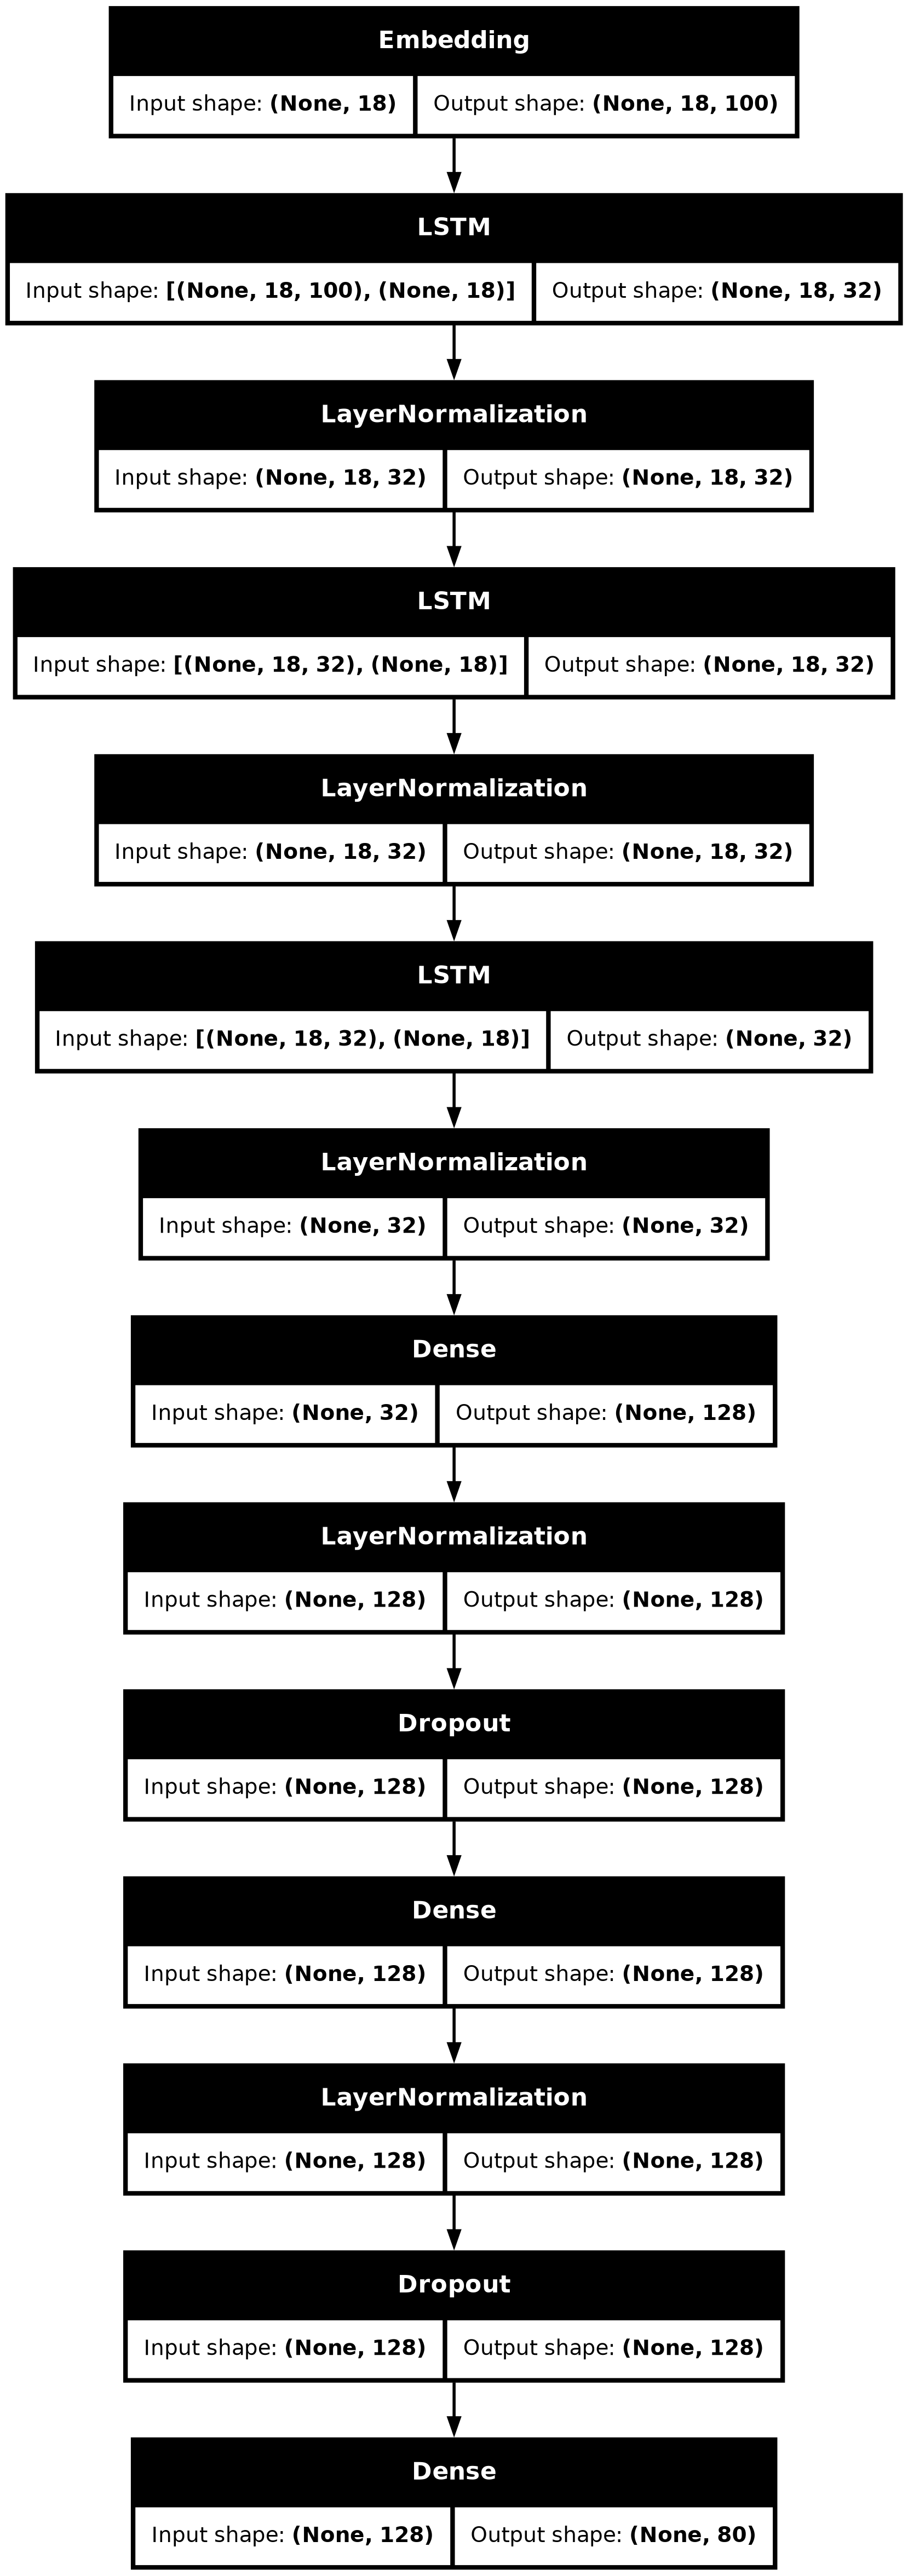 Embedding
Input shape: (None, 18) Output shape: (None, 18, 100)
LSTM
Input shape: [(None, 18, 100), (None, 18)] Output shape: (None, 18, 32)
LayerNormalization
Input shape: (None, 18, 32) Output shape: (None, 18, 32)
LSTM
Input shape: [(None, 18, 32), (None, 18)] Output shape: (None, 18, 32)
LayerNormalization
Input shape: (None, 18, 32) Output shape: (None, 18, 32)
LSTM
Input shape: [(None, 18, 32), (None, 18)] Output shape: (None, 32)
LayerNormalization
Input shape: (None, 32) Output shape: (None, 32)
Dense
Input shape: (None, 32) Output shape: (None, 128)
LayerNormalization
Input shape: (None, 128) Output shape: (None, 128)
Dropout
Input shape: (None, 128) Output shape: (None, 128)
Dense
Input shape: (None, 128) Output shape: (None, 128)
LayerNormalization
Input shape: (None, 128) Output shape: (None, 128)
Dropout
Input shape: (None, 128) Output shape: (None, 128)
Dense
Input shape: (None, 128) Output shape: (None, 80)